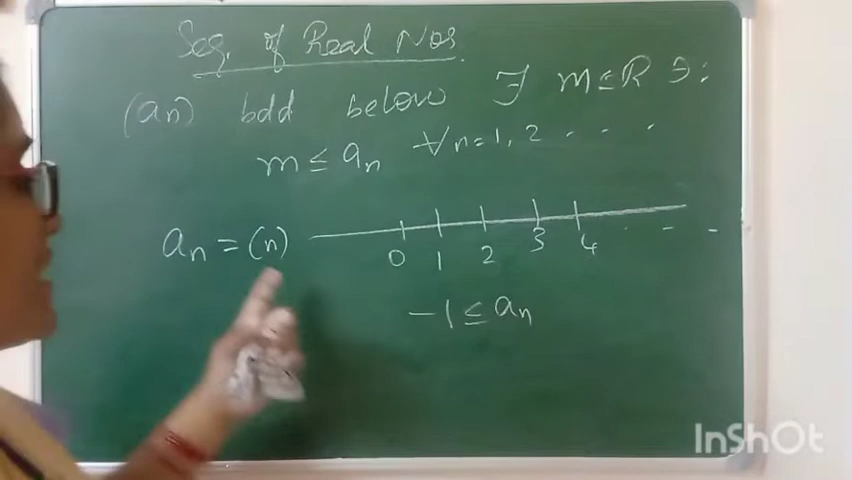 Seq. of Real Nos.
(an) bdd below ∃ m ≤ R ∋:
m ≤ an ∀n=1, 2 . . .
an = (n)
0 1 2 3 4 . - -
-1 ≤ an
InShOt